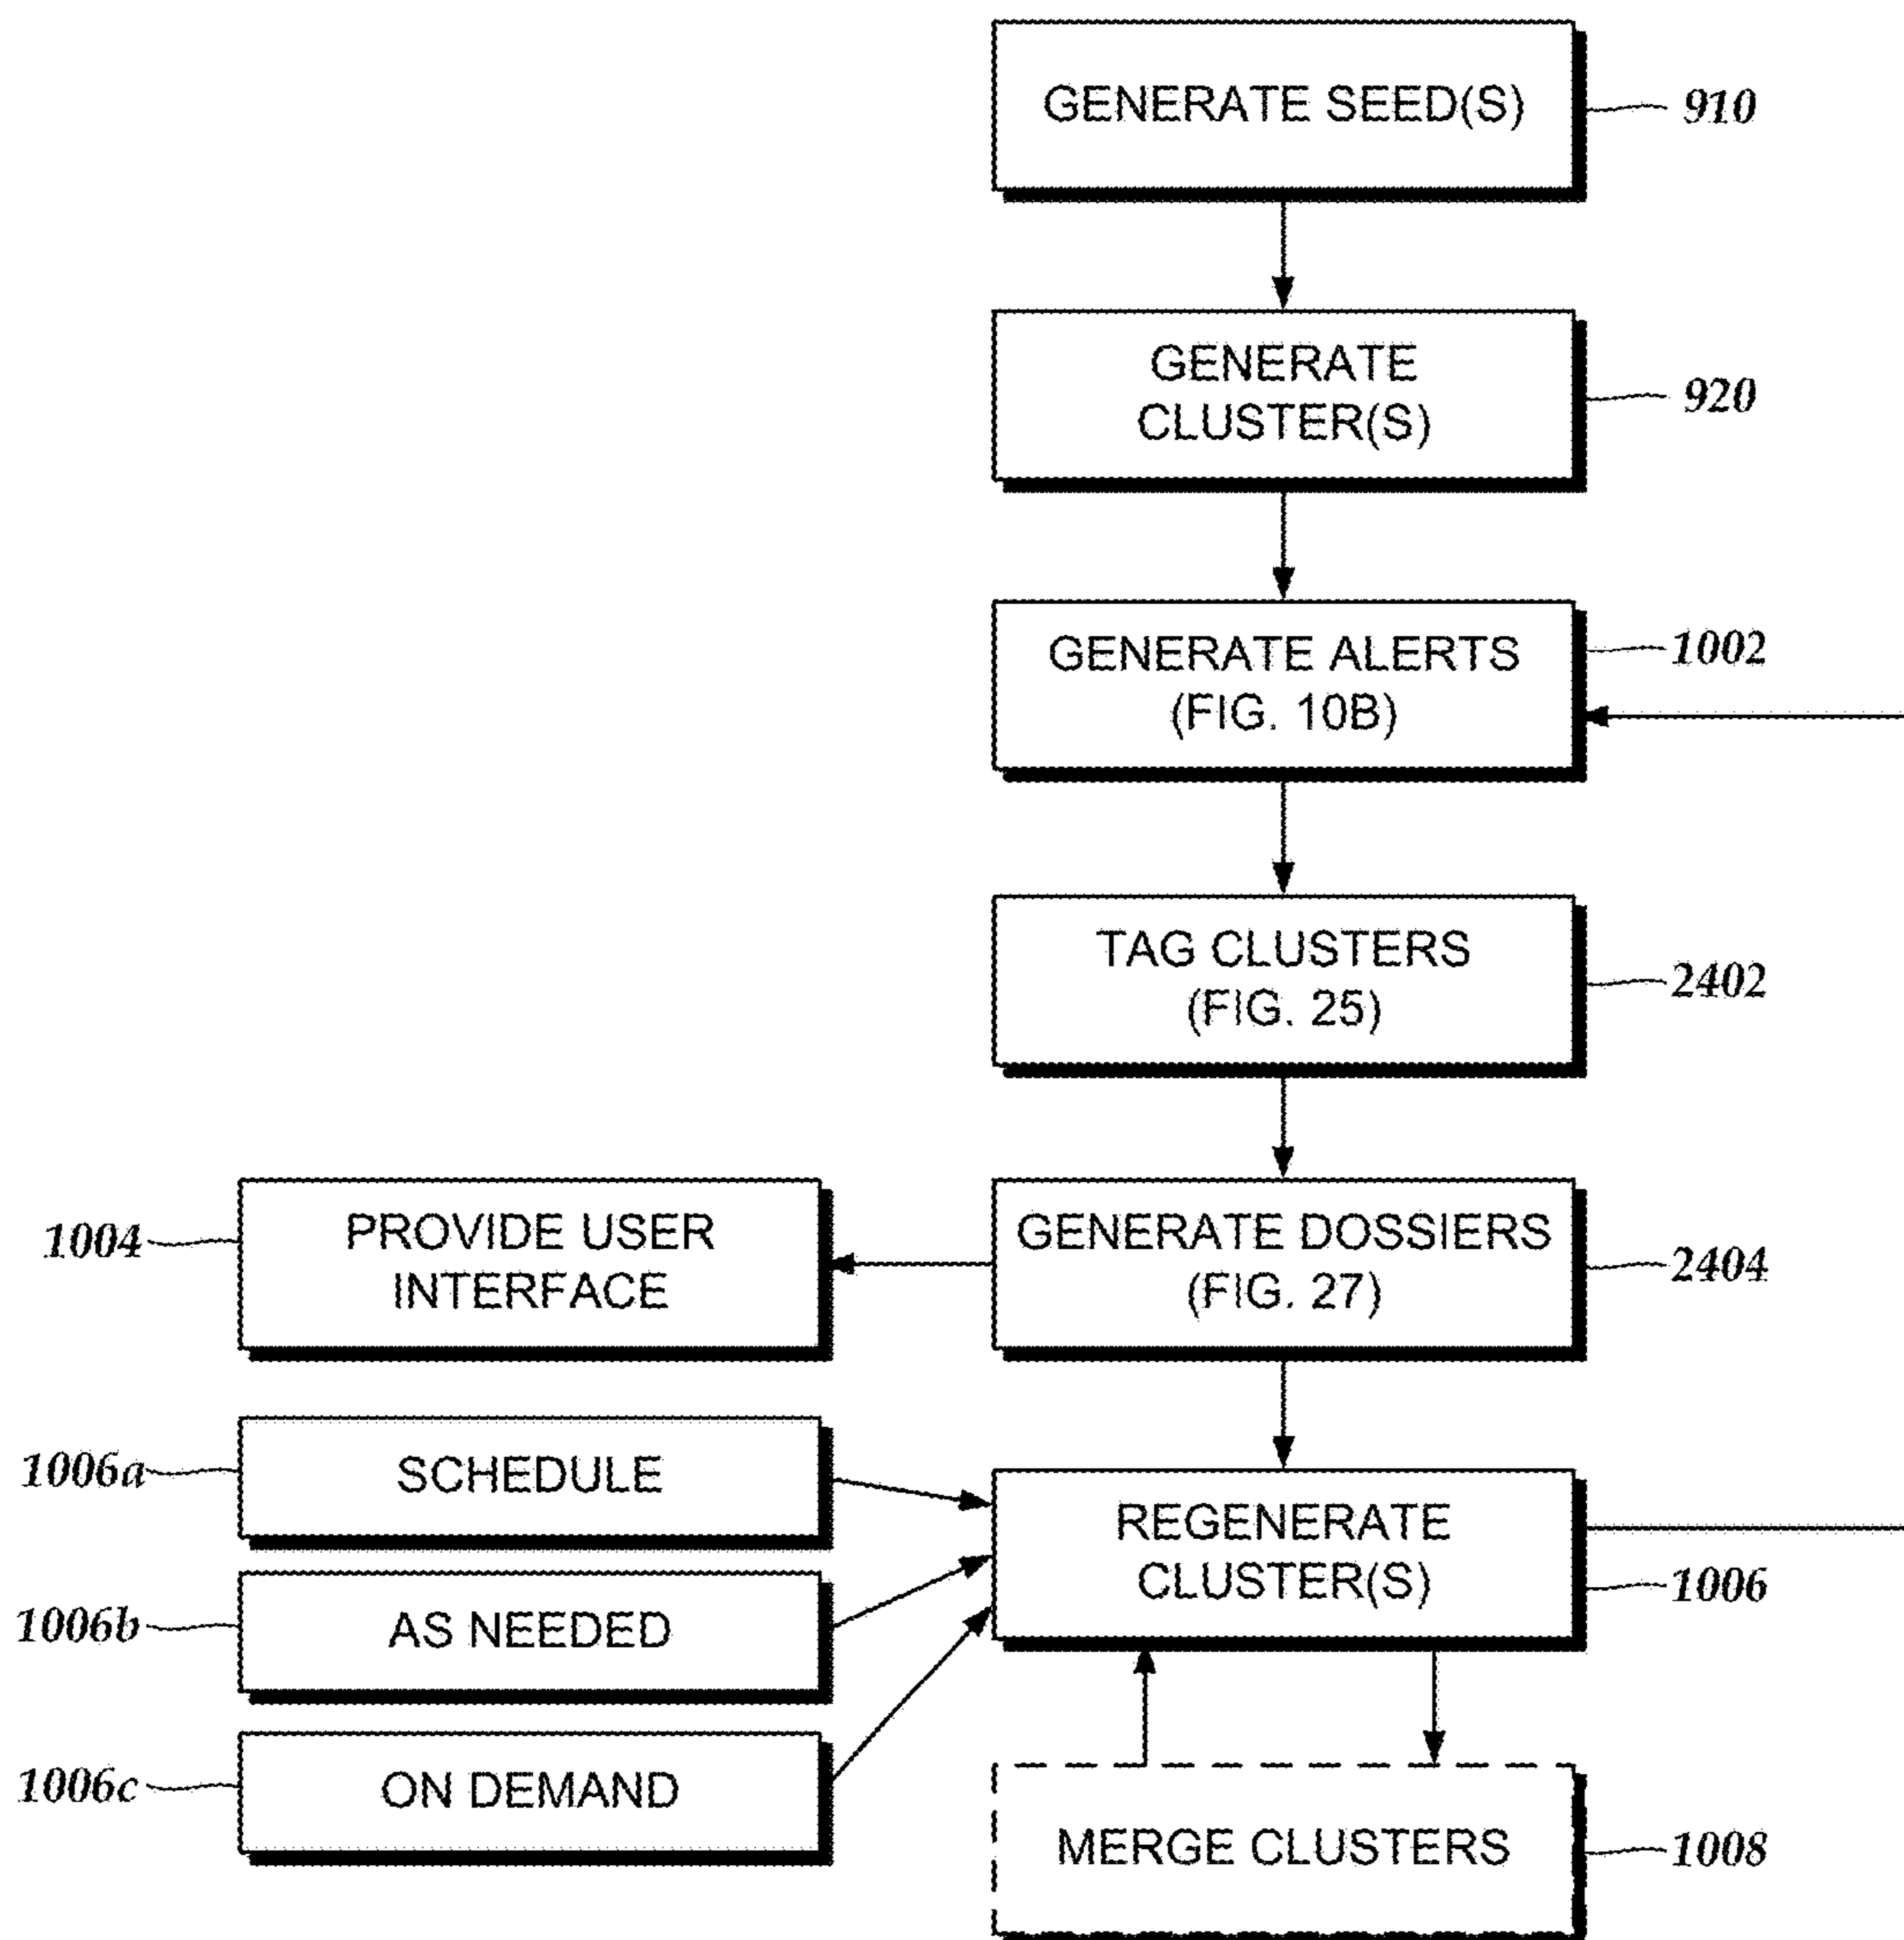 GENERATE SEED(S)
910
GENERATE
CLUSTER(S)
920
GENERATE ALERTS
(FIG. 10B)
1002
TAG CLUSTERS
(FIG. 25)
2402
1004
PROVIDE USER
INTERFACE
GENERATE DOSSIERS
(FIG. 27)
2404
1006a
SCHEDULE
REGENERATE
CLUSTER(S)
1006
1006b
AS NEEDED
1006c
ON DEMAND
MERGE CLUSTERS
1008